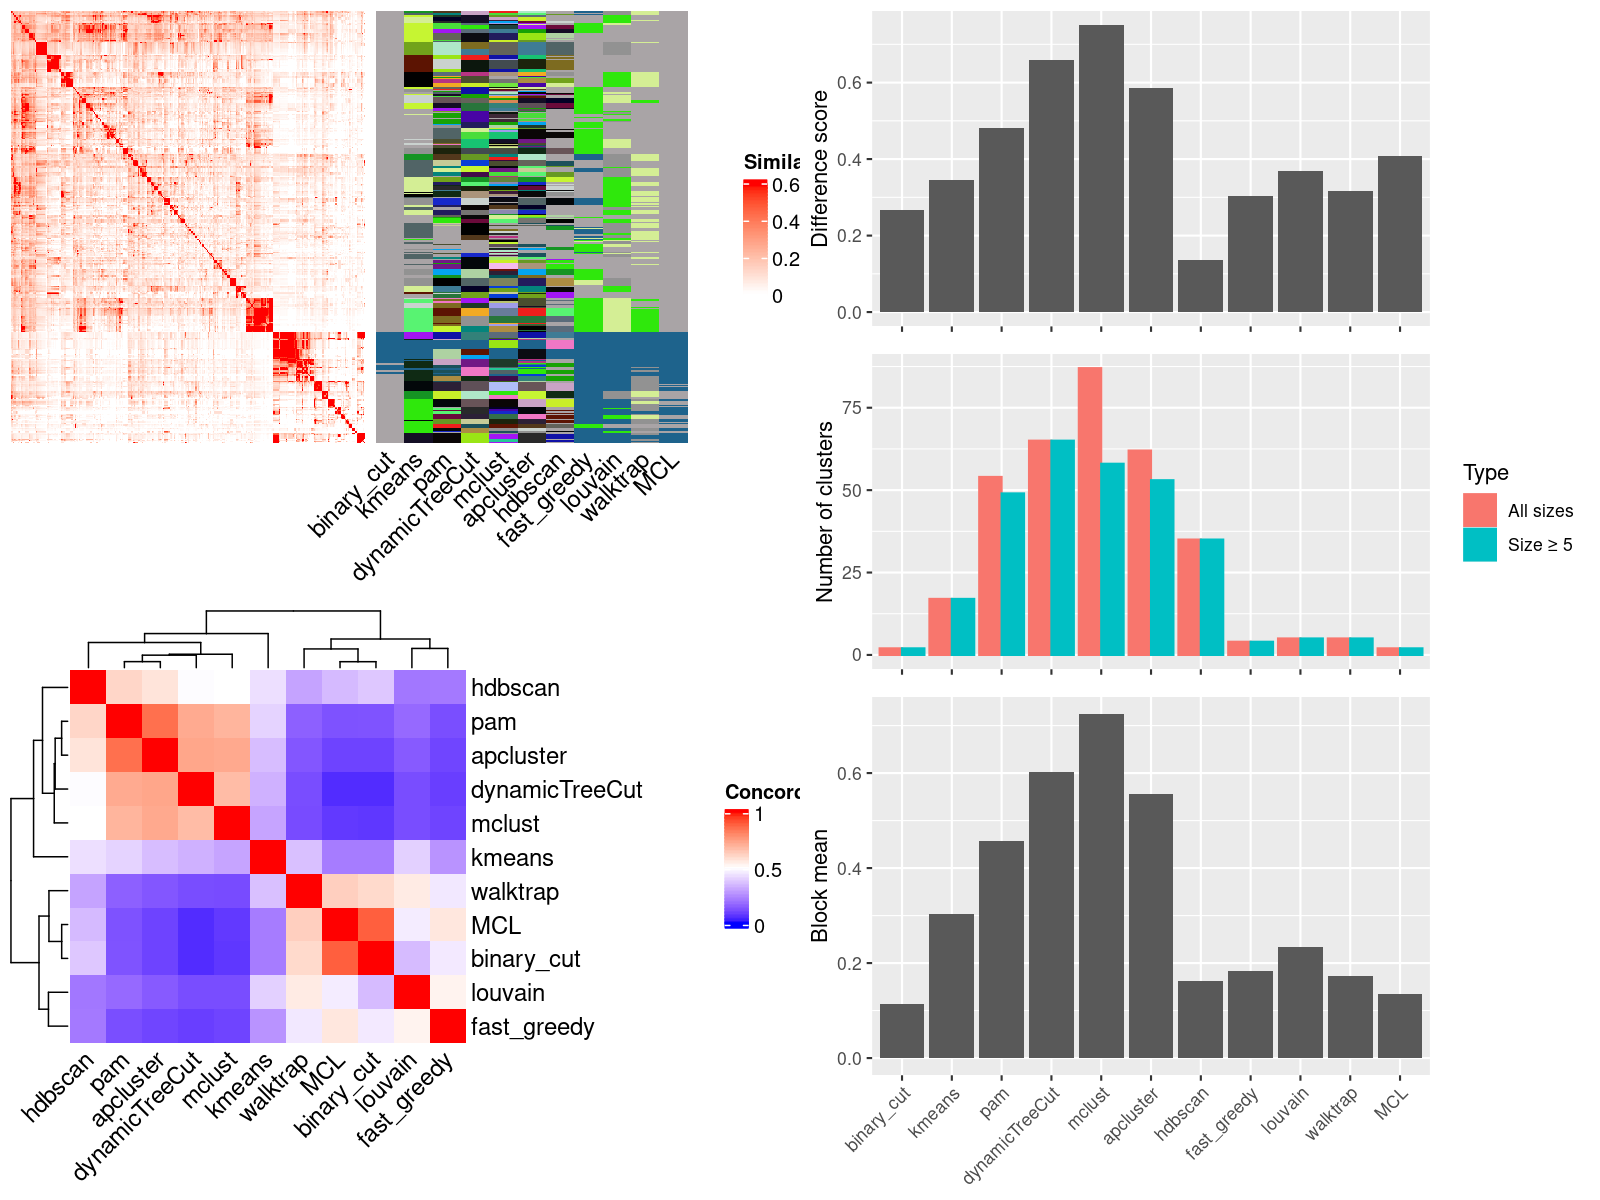 Simila
0.6
0.4
0.2
0
binary_cut
kmeans
pam
dynamicTreeCut
mclust
apcluster
hdbscan
fast_greedy
louvain
walktrap
MCL
hdbscan
pam
apcluster
dynamicTreeCut
mclust
kmeans
walktrap
MCL
binary_cut
louvain
fast_greedy
hdbscan
pam
apcluster
dynamicTreeCut
mclust
kmeans
walktrap
MCL
binary_cut
louvain
fast_greedy
Concord
1
0.5
0
Difference score
0.6
0.4
0.2
0.0
Number of clusters
75
50
25
0
Type
All sizes
Size ≥ 5
Block mean
0.6
0.4
0.2
0.0
binary_cut
kmeans
pam
dynamicTreeCut
mclust
apcluster
hdbscan
fast_greedy
louvain
walktrap
MCL